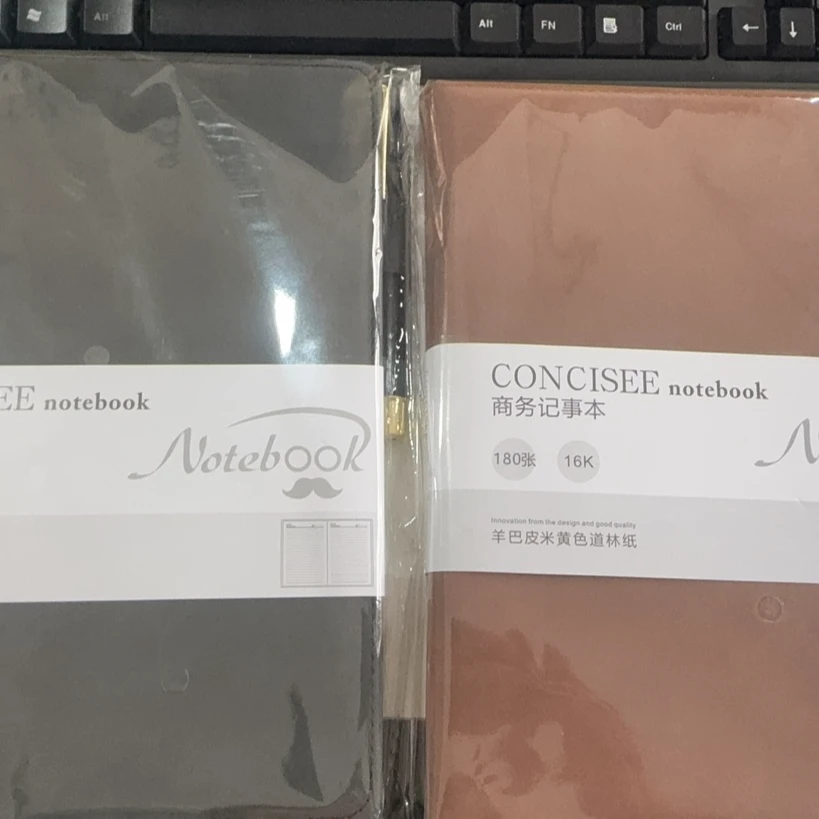 Alt
Alt
FN
Ctrl
EE notebook
Notebook
CONCISEE notebook
商务记事本
180张
16K
N
Innovation from the design and good quality
羊巴皮米黄色道林纸